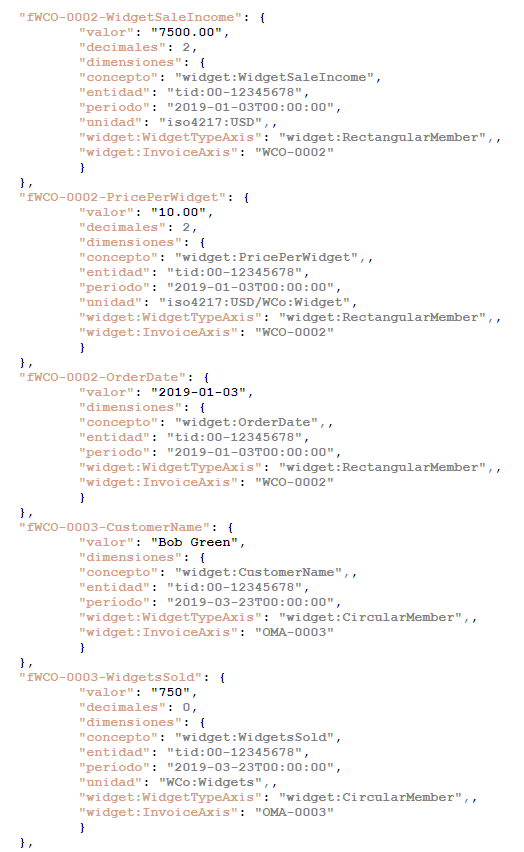 "fWCO-0002-WidgetSaleIncome": {
"valor": "7500.00",
"decimales": 2,
"dimensiones": {
"concepto": "widget:WidgetSaleIncome",
"entidad": "tid:00-12345678",
"periodo": "2019-01-03T00:00:00",
"unidad": "iso4217:USD",,
"widget:WidgetTypeAxis": "widget:RectangularMember",,
"widget:InvoiceAxis": "WCO-0002"
}
},
"fWCO-0002-PricePerWidget": {
"valor": "10.00",
"decimales": 2,
"dimensiones": {
"concepto": "widget:PricePerWidget",,
"entidad": "tid:00-12345678",
"periodo": "2019-01-03T00:00:00",
"unidad": "iso4217:USD/WCo:Widget",
"widget:WidgetTypeAxis": "widget:RectangularMember",,
"widget:InvoiceAxis": "WCO-0002"
}
},
"fWCO-0002-OrderDate": {
"valor": "2019-01-03",
"dimensiones": {
"concepto": "widget:OrderDate",,
"entidad": "tid:00-12345678",
"periodo": "2019-01-03T00:00:00",
"widget:WidgetTypeAxis": "widget:RectangularMember",,
"widget:InvoiceAxis": "WCO-0002"
}
},
"fWCO-0003-CustomerName": {
"valor": "Bob Green",
"dimensiones": {
"concepto": "widget:CustomerName",,
"entidad": "tid:00-12345678",
"período": "2019-03-23T00:00:00",
"widget:WidgetTypeAxis": "widget:CircularMember",,
"widget:InvoiceAxis": "OMA-0003"
}
},
"fWCO-0003-WidgetsSold": {
"valor": "750",
"decimales": 0,
"dimensiones": {
"concepto": "widget:WidgetsSold",
"entidad": "tid:00-12345678",
"período": "2019-03-23T00:00:00",
"unidad": "WCo:Widgets",,
"widget:WidgetTypeAxis": "widget:CircularMember",,
"widget:InvoiceAxis": "OMA-0003"
}
},